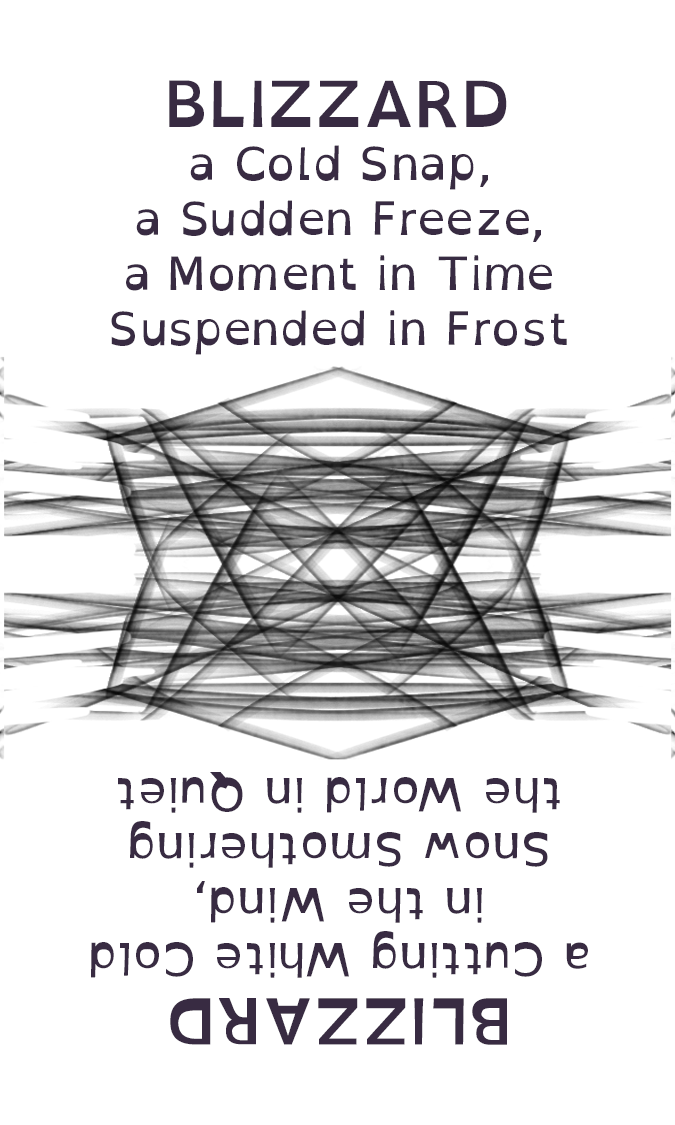 BLIZZARD
a Cold Snap,
a Sudden Freeze,
a Moment in Time
Suspended in Frost
BLIZZARD
a Cutting White Cold
in the Wind,
Snow Smothering
the World in Quiet